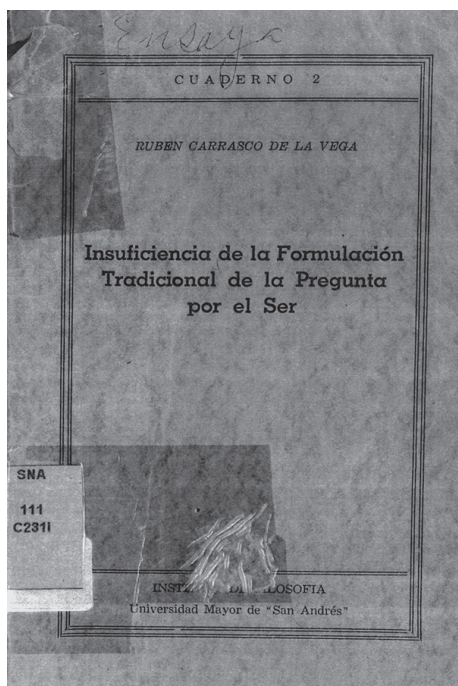 Ensayo
CUADERNO 2
RUBEN CARRASCO DE LA VEGA
Insuficiencia de la Formulación
Tradicional de la Pregunta
por el Ser
SNA
111
C231i
FILOSOFIA
Universidad Mayor de "San Andrés"